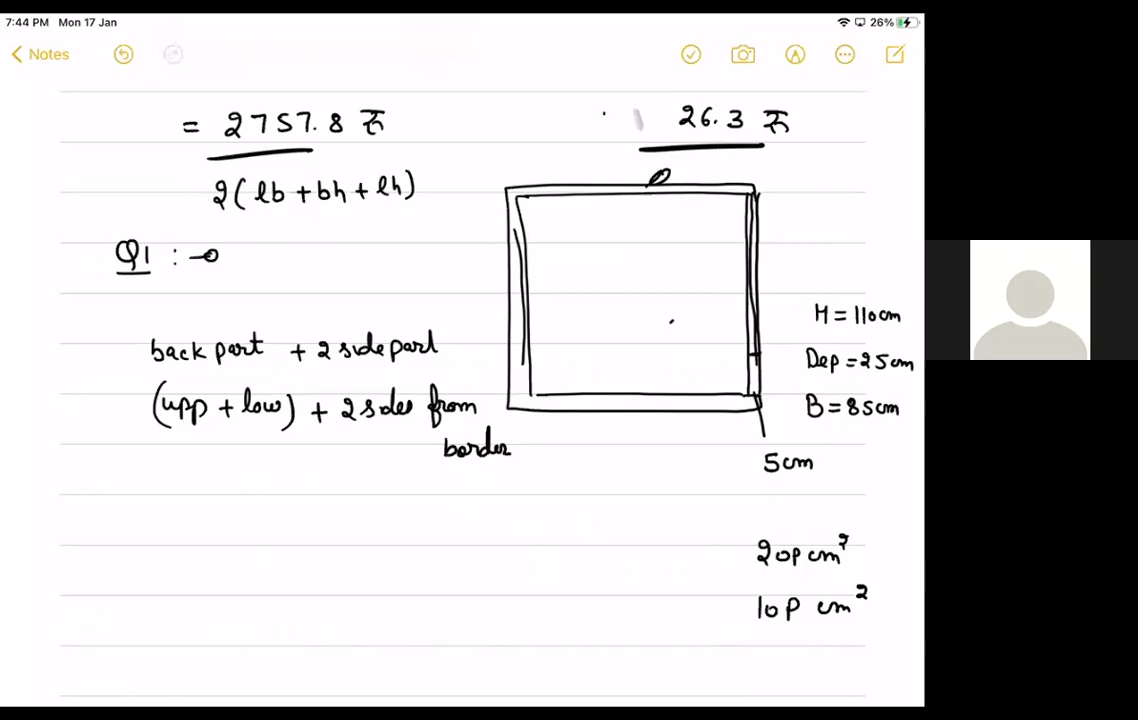 7:44 PM Mon 17 Jan
26%
Notes
= 2757.8 रु
26.3 रु
2(lb + bh + lh)
Q1 :-
back part + 2 side part
(upp + low) + 2 sides from
border
H = 110cm
Dep = 25cm
B = 85cm
5cm
20p cm²
10p cm²